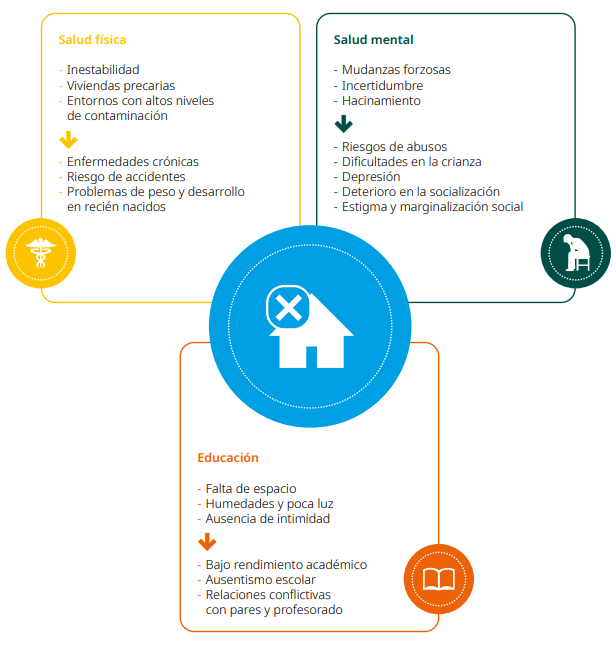 Salud física
- Inestabilidad
- Viviendas precarias
- Entornos con altos niveles
de contaminación
- Enfermedades crónicas
- Riesgo de accidentes
- Problemas de peso y desarrollo
en recién nacidos
Salud mental
- Mudanzas forzosas
- Incertidumbre
- Hacinamiento
- Riesgos de abusos
- Dificultades en la crianza
- Depresión
- Deterioro en la socialización
- Estigma y marginalización social
Educación
- Falta de espacio
- Humedades y poca luz
- Ausencia de intimidad
- Bajo rendimiento académico
- Ausentismo escolar
- Relaciones conflictivas
con pares y profesorado